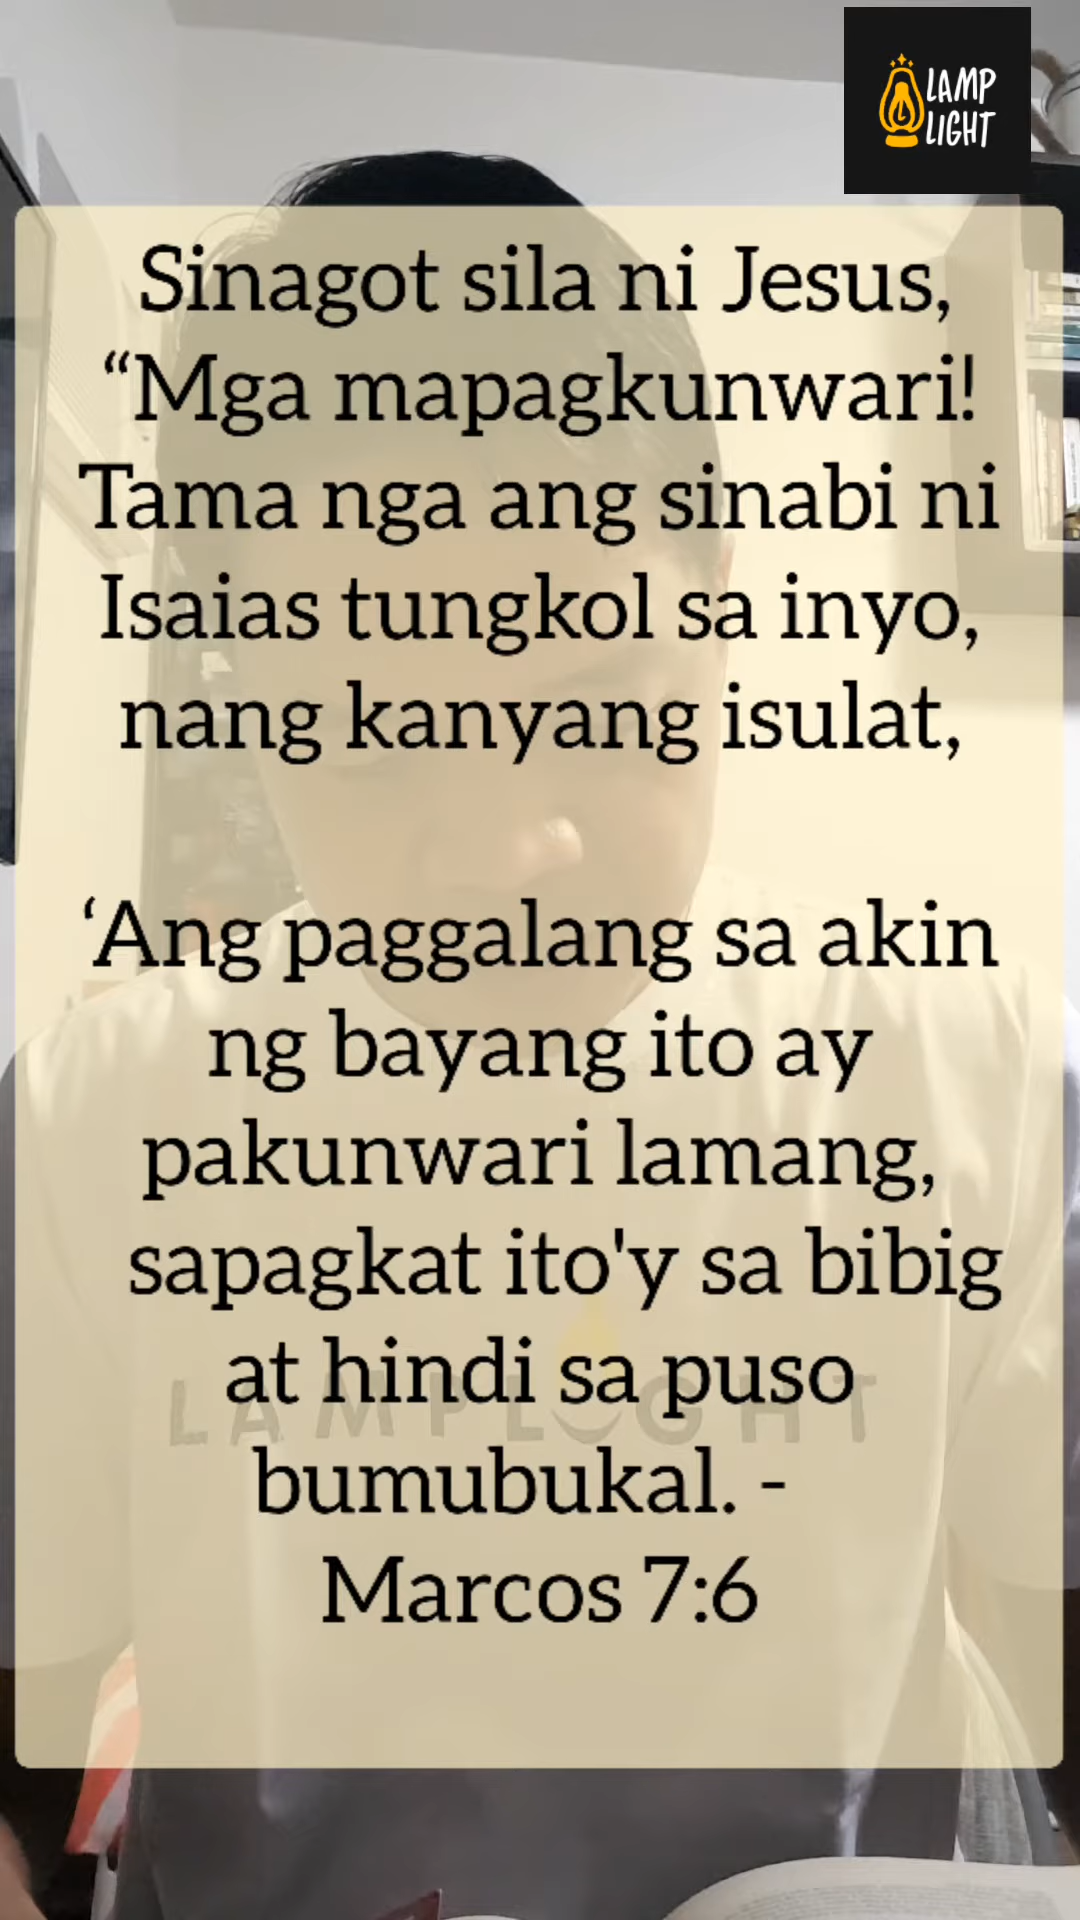 LAMP
LIGHT
Sinagot sila ni Jesus,
“Mga mapagkunwari!
Tama nga ang sinabi ni
Isaias tungkol sa inyo,
nang kanyang isulat,
‘Ang paggalang sa akin
ng bayang ito ay
pakunwari lamang,
sapagkat ito'y sa bibig
at hindi sa puso
LAMPLIGHT
bumubukal. -
Marcos 7:6